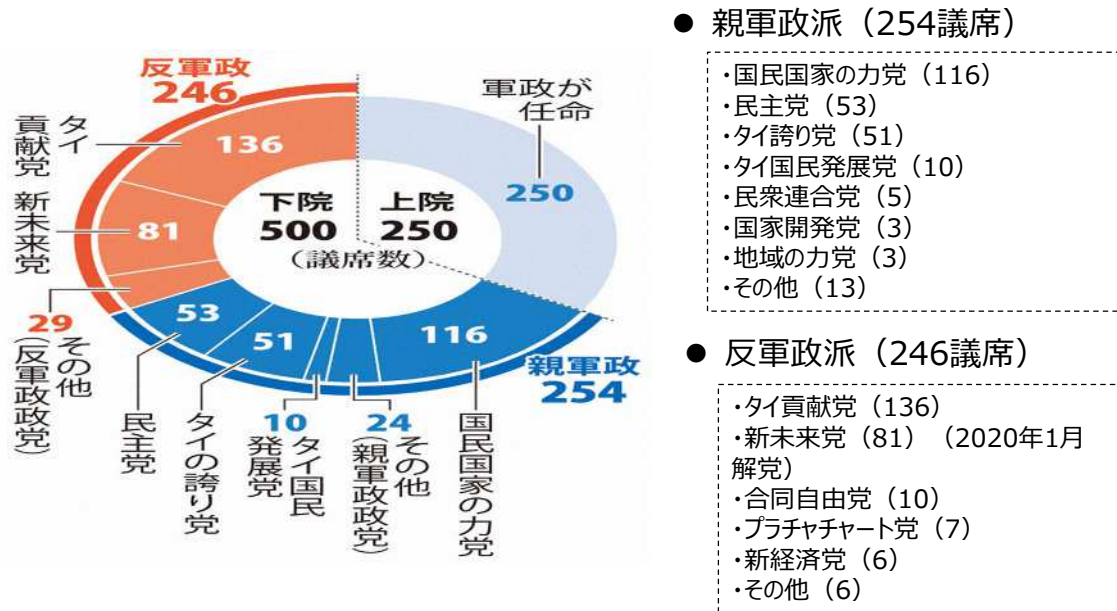 反軍政
246
タイ
貢献党
136
新未来党
81
29
その他
(反軍政政党)
軍政が
任命
250
下院
500
上院
250
(議席数)
53
民主党
51
タイの誇り党
10
タイ国民
発展党
24
その他
(親軍政政党)
116
国民国家の力党
親軍政
254
● 親軍政派（254議席）
・国民国家の力党（116）
・民主党（53）
・タイ誇り党（51）
・タイ国民発展党（10）
・民衆連合党（5）
・国家開発党（3）
・地域の力党（3）
・その他（13）
● 反軍政派（246議席）
・タイ貢献党（136）
・新未来党（81）（2020年1月
解党）
・合同自由党（10）
・プラチャチャート党（7）
・新経済党（6）
・その他（6）